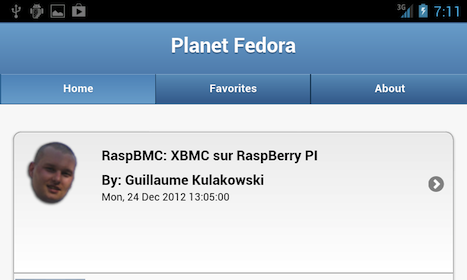 3G 7:11
Planet Fedora
Home Favorites About
RaspBMC: XBMC sur RaspBerry PI
By: Guillaume Kulakowski
Mon, 24 Dec 2012 13:05:00